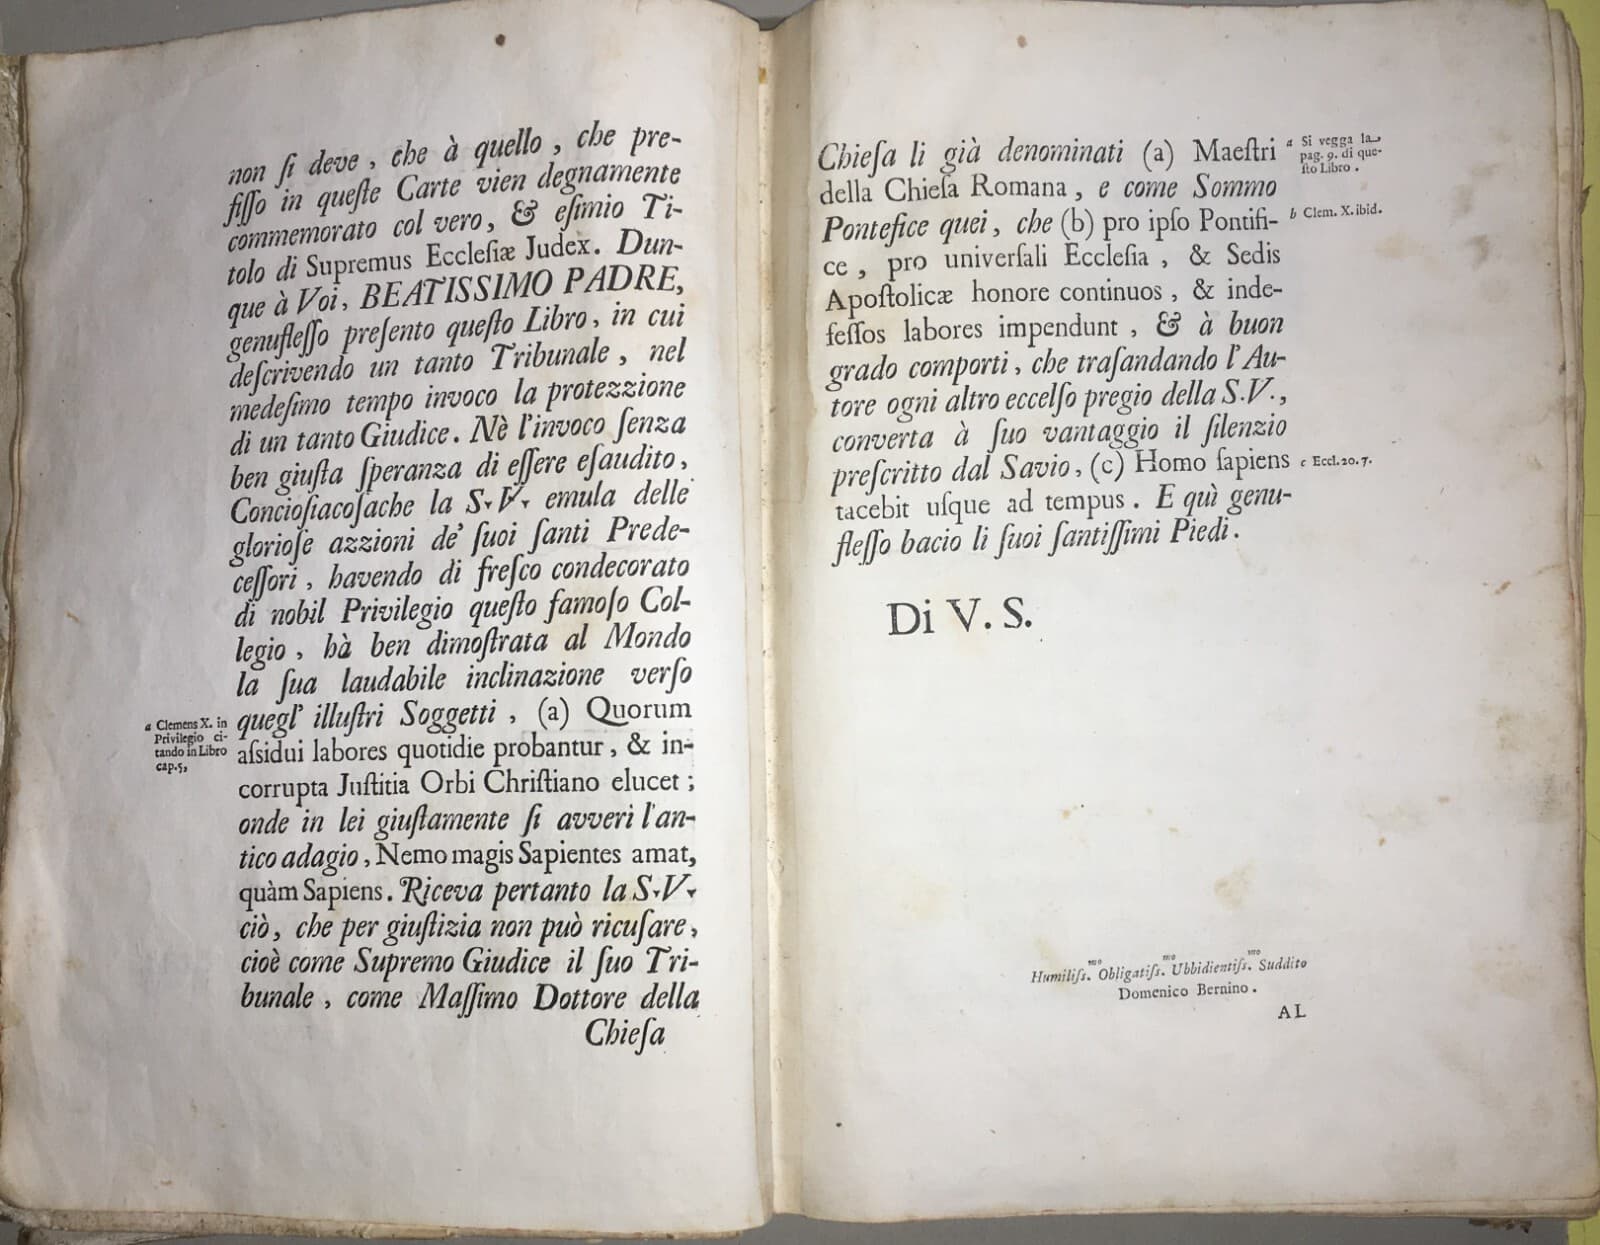 non ſi deve, che à quello, che pre-
fiſſo in queſte Carte vien degnamente
commemorato col vero, & eſimio Ti-
tolo di Supremus Eccleſiæ Judex. Dun-
que à Voi, BEATISSIMO PADRE,
genufleſſo preſento queſto Libro, in cui
deſcrivendo un tanto Tribunale, nel
medeſimo tempo invoco la protezzione
di un tanto Giudice. Nè l'invoco ſenza
ben giuſta ſperanza di eſſere eſaudito,
Concioſiacoſache la S.V. emula delle
glorioſe azzioni de' ſuoi ſanti Prede-
ceſſori, havendo di freſco condecorato
di nobil Privilegio queſto famoſo Col-
legio, hà ben dimoſtrata al Mondo
la ſua laudabile inclinazione verſo
quegl' illuſtri Soggetti, (a) Quorum
aſsidui labores quotidie probantur, & in-
corrupta Juſtitia Orbi Chriſtiano elucet;
onde in lei giuſtamente ſi avveri l'an-
tico adagio, Nemo magis Sapientes amat,
quàm Sapiens. Riceva pertanto la S.V.
ciò, che per giuſtizia non può ricuſare,
cioè come Supremo Giudice il ſuo Tri-
bunale, come Maſſimo Dottore della
Chieſa
a Clemens X. in
Privilegio ci-
tando in Libro
cap.5,
Chieſa li già denominati (a) Maeſtri
della Chieſa Romana, e come Sommo
Pontefice quei, che (b) pro ipſo Pontifi-
ce, pro univerſali Eccleſia, & Sedis
Apoſtolicæ honore continuos, & inde-
feſſos labores impendunt, & à buon
grado comporti, che traſandando l'Au-
tore ogni altro eccelſo pregio della S.V.,
converta à ſuo vantaggio il ſilenzio
preſcritto dal Savio, (c) Homo ſapiens
tacebit uſque ad tempus. E quì genu-
fleſſo bacio li ſuoi ſantiſſimi Piedi.
a Si vegga la
pag. 9. di que-
ſto Libro.
b Clem. X. ibid.
c Eccl.20.7.
Di V. S.
Humiliſs.mo Obligatiſs.mo Ubbidientiſs.mo Suddito
Domenico Bernino.
AL